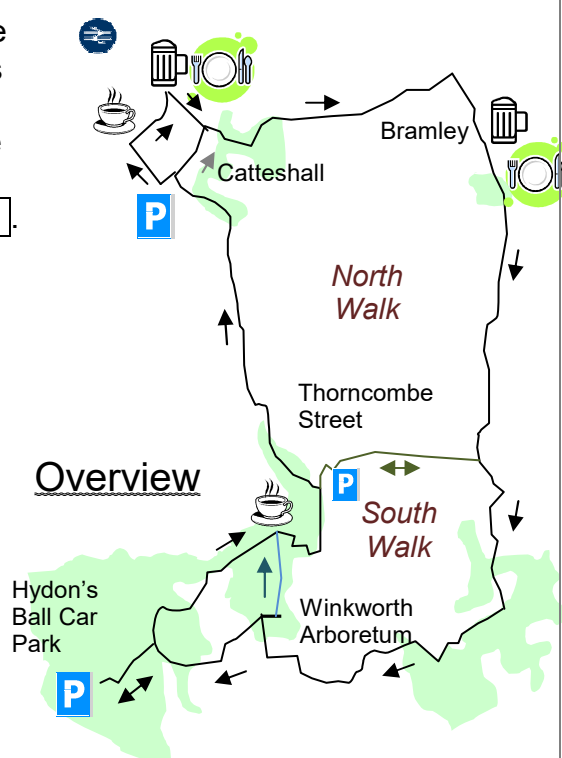 e
s
e
.
Bramley
Catteshall
P
North
Walk
Thorncombe
Street
Overview
P
South
Walk
Hydon's
Ball Car
Park
Winkworth
Arboretum
P